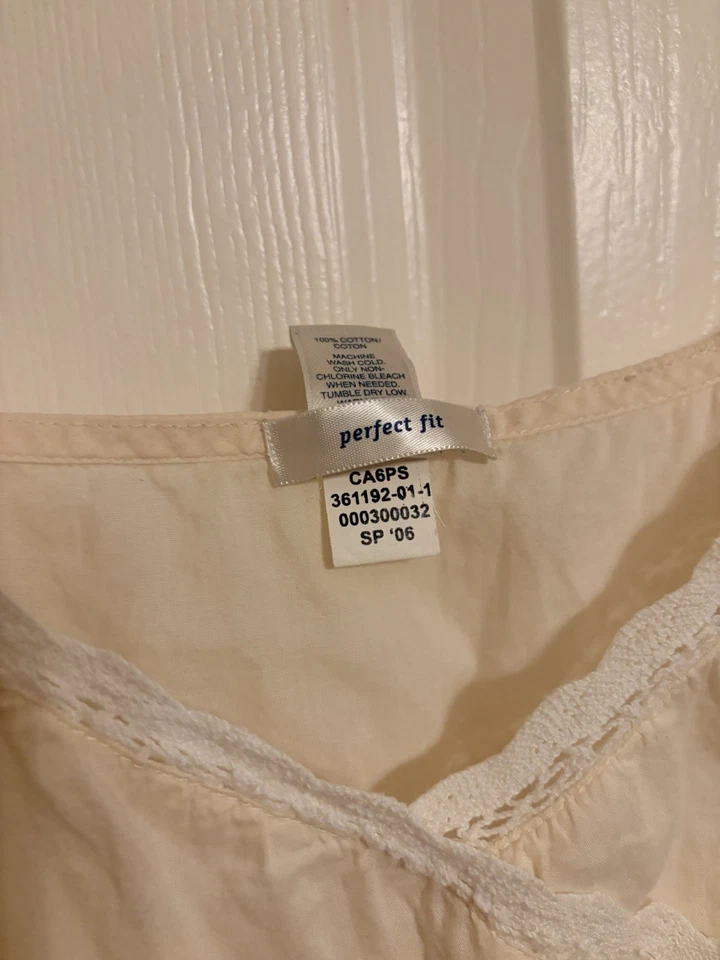 100% COTTON/
COTON
MACHINE
WASH COLD.
ONLY NON-
CHLORINE BLEACH
WHEN NEEDED.
TUMBLE DRY LOW.
perfect fit
CA6PS
361192-01-1
000300032
SP '06